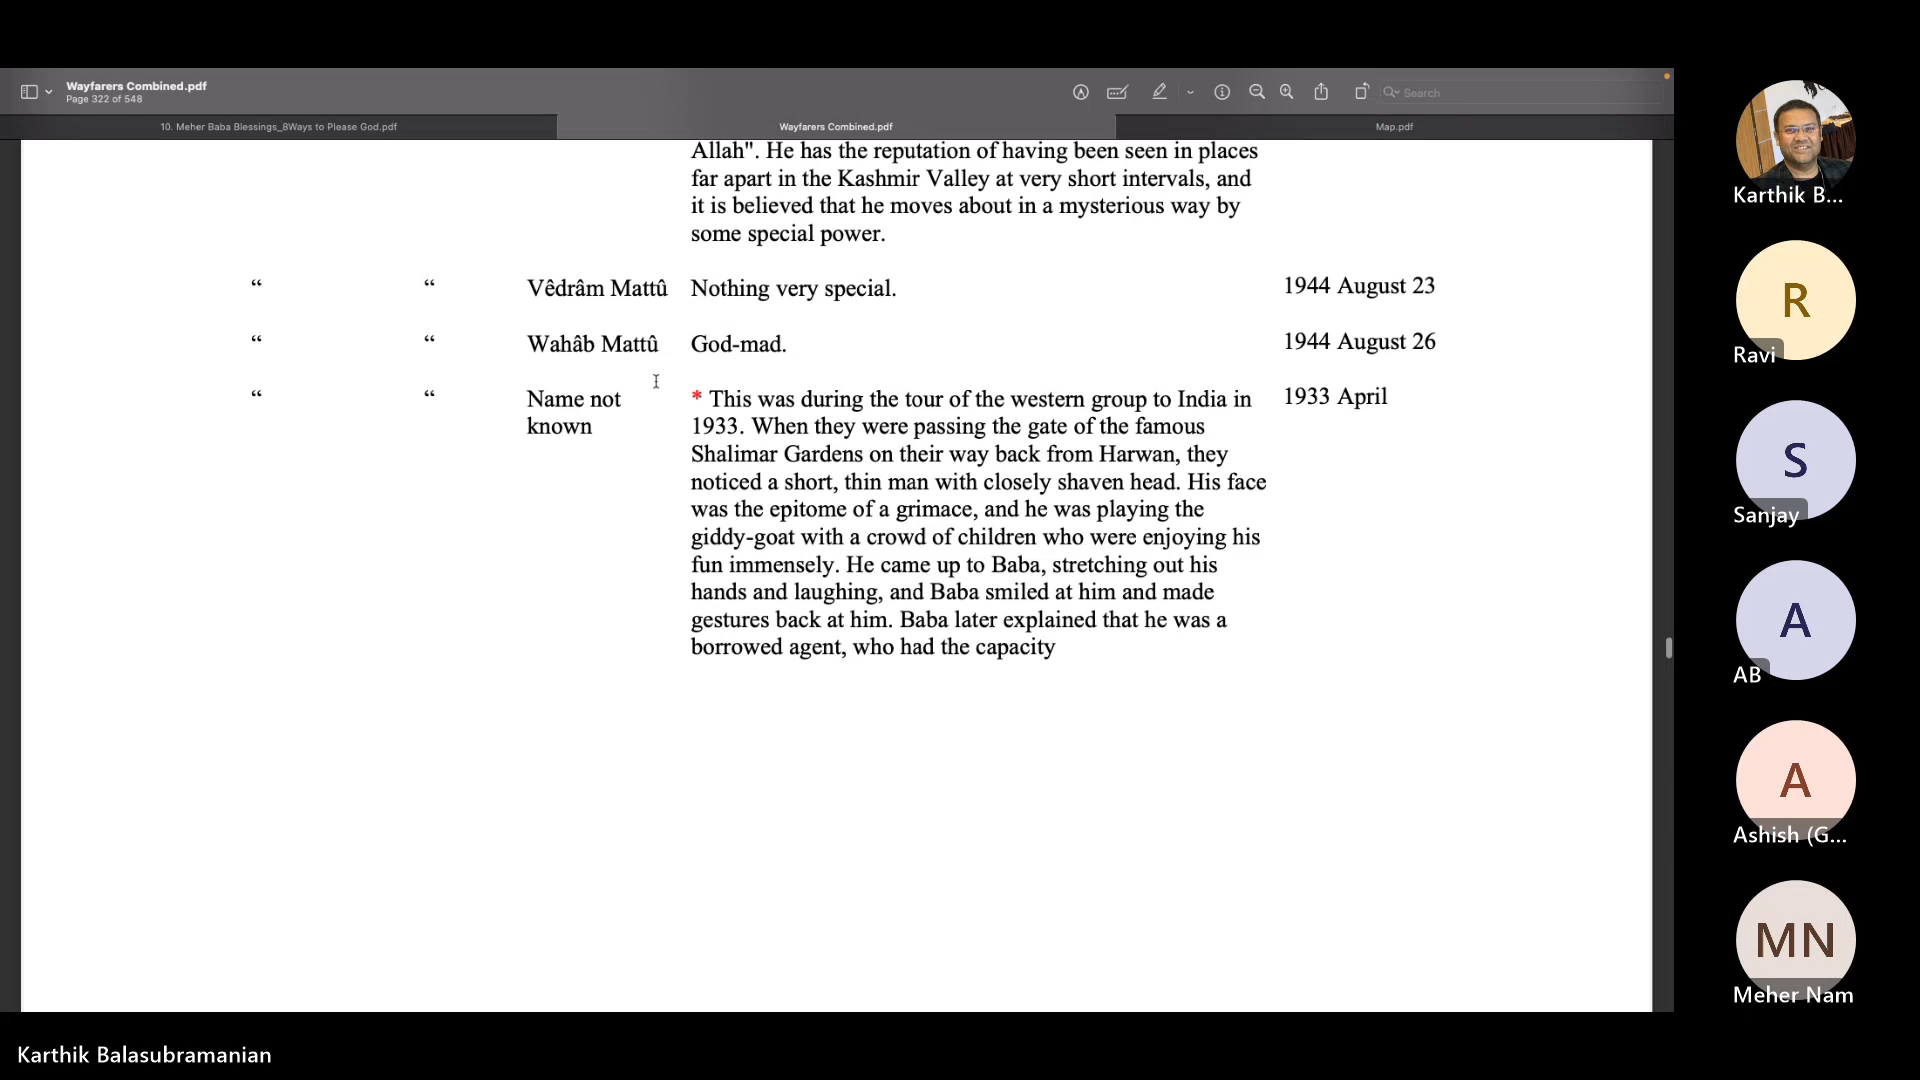 Wayfarers Combined.pdf
Page 322 of 548
Search
10. Meher Baba Blessings_8Ways to Please God.pdf
Wayfarers Combined.pdf
Map.pdf
Allah". He has the reputation of having been seen in places
far apart in the Kashmir Valley at very short intervals, and
it is believed that he moves about in a mysterious way by
some special power.
“ “ Vêdrâm Mattû Nothing very special. 1944 August 23
“ “ Wahâb Mattû God-mad. 1944 August 26
“ “ Name not known
* This was during the tour of the western group to India in 1933 April
1933. When they were passing the gate of the famous
Shalimar Gardens on their way back from Harwan, they
noticed a short, thin man with closely shaven head. His face
was the epitome of a grimace, and he was playing the
giddy-goat with a crowd of children who were enjoying his
fun immensely. He came up to Baba, stretching out his
hands and laughing, and Baba smiled at him and made
gestures back at him. Baba later explained that he was a
borrowed agent, who had the capacity
Karthik B...
R
Ravi
S
Sanjay
A
AB
A
Ashish (G...
MN
Meher Nam
Karthik Balasubramanian